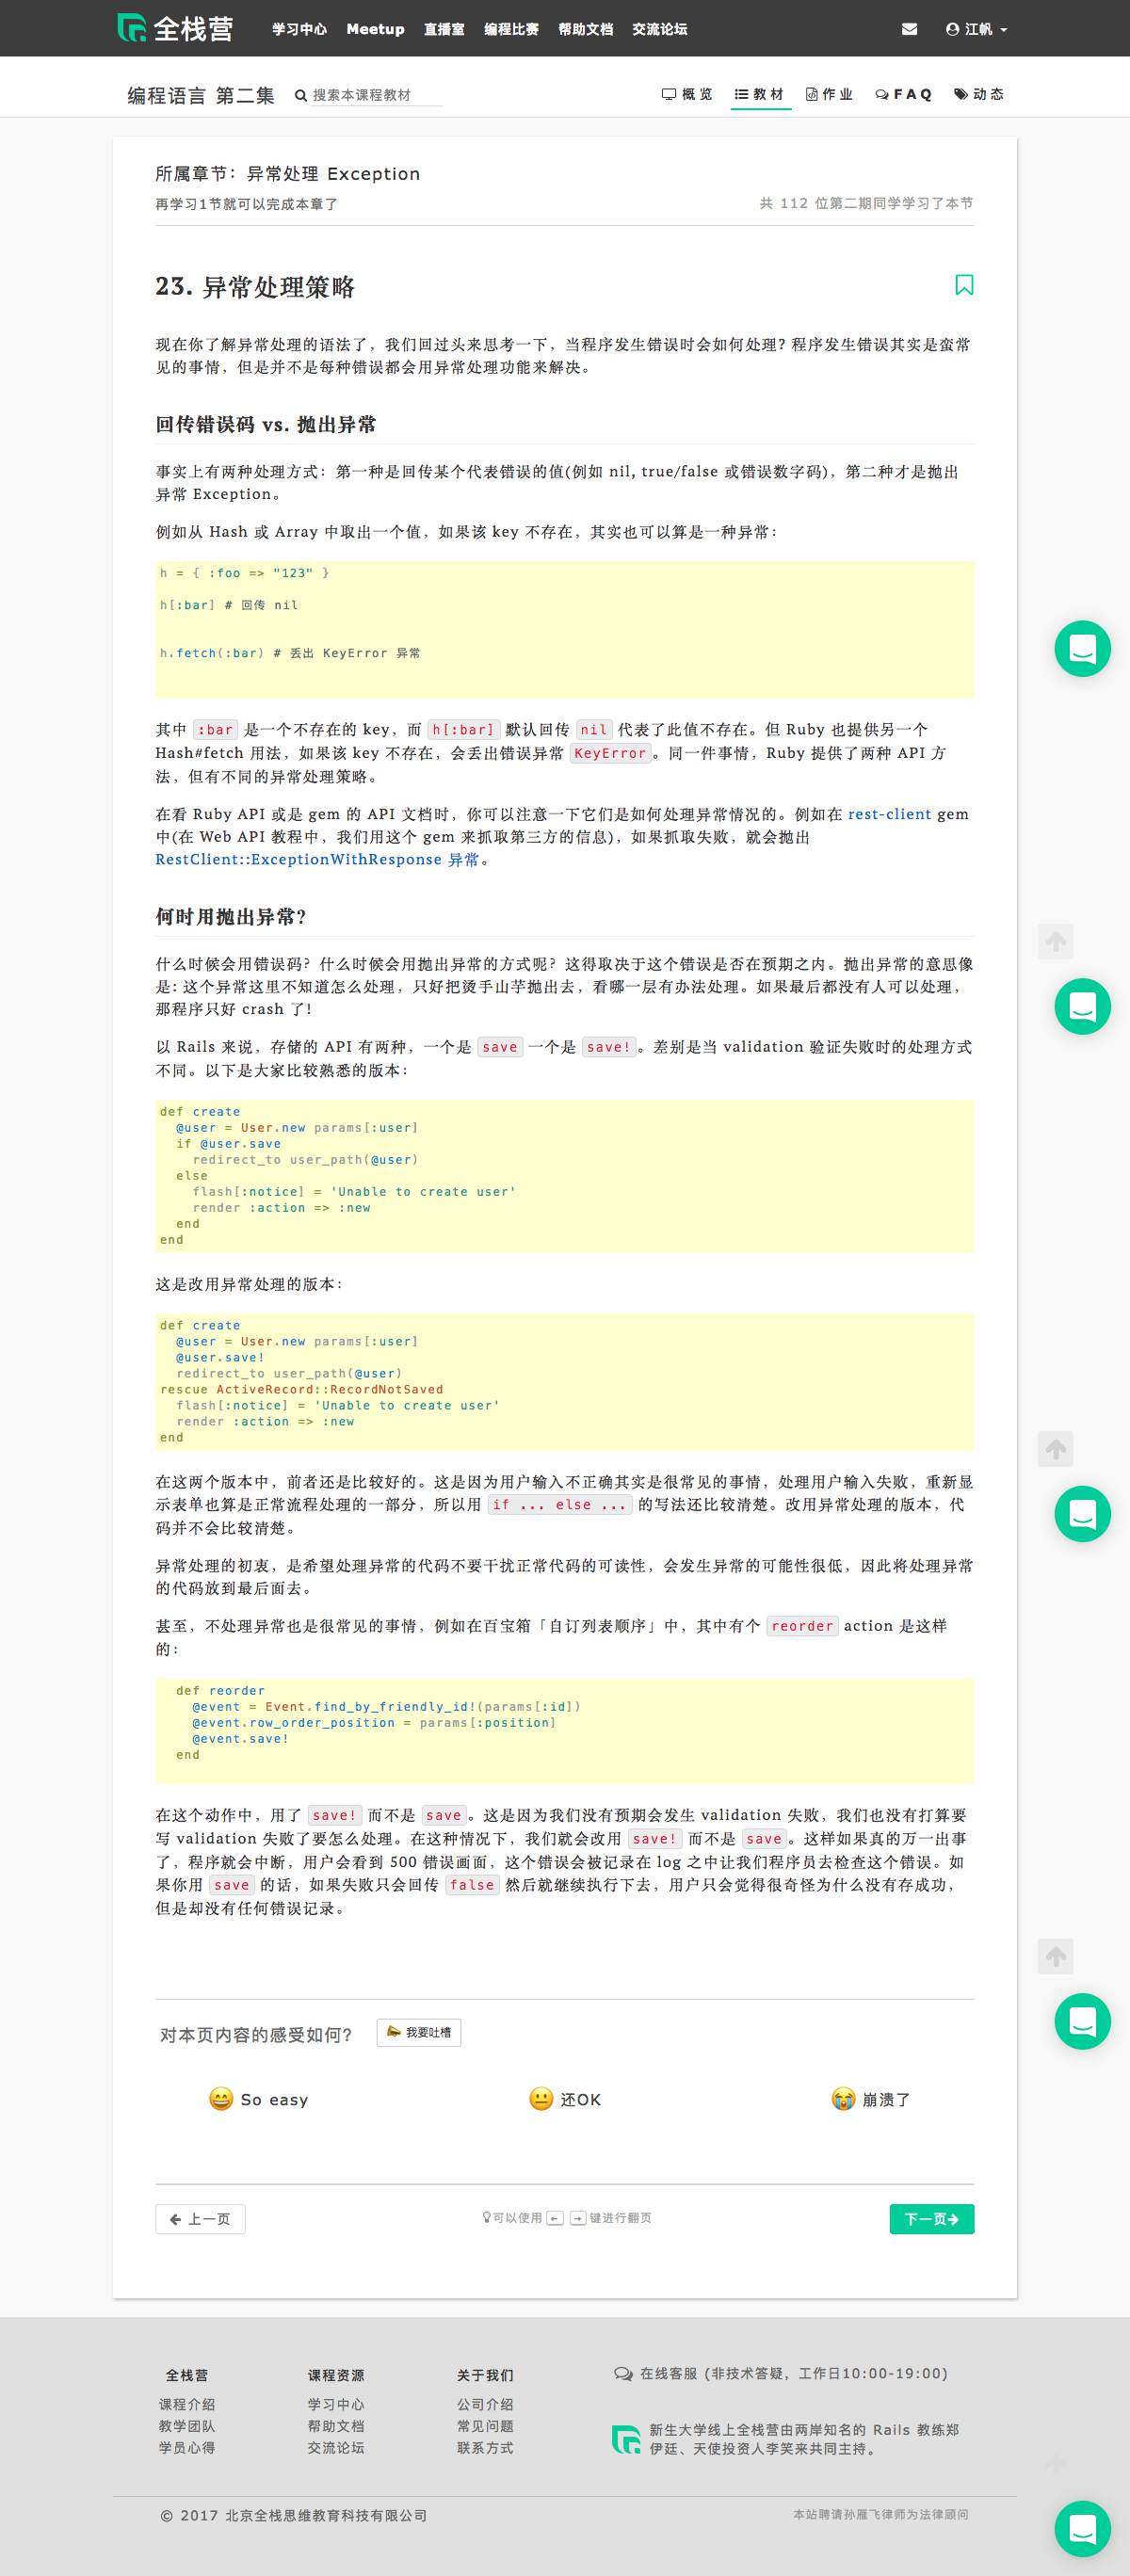 全栈营 学习中心 Meetup 直播室 编程比赛 帮助文档 交流论坛 江帆
编程语言 第二集 搜索本课程教材 概览 教材 作业 FAQ 动态
所属章节：异常处理 Exception
再学习1节就可以完成本章了 共 112 位第二期同学学习了本节
23. 异常处理策略
现在你了解异常处理的语法了，我们回过头来思考一下，当程序发生错误时会如何处理? 程序发生错误其实是蛮常
见的事情，但是并不是每种错误都会用异常处理功能来解决。
回传错误码 vs. 抛出异常
事实上有两种处理方式：第一种是回传某个代表错误的值(例如 nil, true/false 或错误数字码)，第二种才是抛出
异常 Exception。
例如从 Hash 或 Array 中取出一个值，如果该 key 不存在，其实也可以算是一种异常：
h = { :foo => "123" }
h[:bar] # 回传 nil
h.fetch(:bar) # 丢出 KeyError 异常
其中 :bar 是一个不存在的 key，而 h[:bar] 默认回传 nil 代表了此值不存在。但 Ruby 也提供另一个
Hash#fetch 用法，如果该 key 不存在，会丢出错误异常 KeyError。同一件事情，Ruby 提供了两种 API 方
法，但有不同的异常处理策略。
在看 Ruby API 或是 gem 的 API 文档时，你可以注意一下它们是如何处理异常情况的。例如在 rest-client gem
中(在 Web API 教程中，我们用这个 gem 来抓取第三方的信息)，如果抓取失败，就会抛出
RestClient::ExceptionWithResponse 异常。
何时用抛出异常?
什么时候会用错误码？什么时候会用抛出异常的方式呢？这得取决于这个错误是否在预期之内。抛出异常的意思像
是: 这个异常这里不知道怎么处理，只好把烫手山芋抛出去，看哪一层有办法处理。如果最后都没有人可以处理，
那程序只好 crash 了!
以 Rails 来说，存储的 API 有两种，一个是 save 一个是 save!。差别是当 validation 验证失败时的处理方式
不同。以下是大家比较熟悉的版本：
def create
  @user = User.new params[:user]
  if @user.save
    redirect_to user_path(@user)
  else
    flash[:notice] = 'Unable to create user'
    render :action => :new
  end
end
这是改用异常处理的版本：
def create
  @user = User.new params[:user]
  @user.save!
  redirect_to user_path(@user)
rescue ActiveRecord::RecordNotSaved
  flash[:notice] = 'Unable to create user'
  render :action => :new
end
在这两个版本中，前者还是比较好的。这是因为用户输入不正确其实是很常见的事情，处理用户输入失败，重新显
示表单也算是正常流程处理的一部分，所以用 if ... else ... 的写法还比较清楚。改用异常处理的版本，代
码并不会比较清楚。
异常处理的初衷，是希望处理异常的代码不要干扰正常代码的可读性，会发生异常的可能性很低，因此将处理异常
的代码放到最后面去。
甚至，不处理异常也是很常见的事情，例如在百宝箱「自订列表顺序」中，其中有个 reorder action 是这样
的：
  def reorder
    @event = Event.find_by_friendly_id!(params[:id])
    @event.row_order_position = params[:position]
    @event.save!
  end
在这个动作中，用了 save! 而不是 save。这是因为我们没有预期会发生 validation 失败，我们也没有打算要
写 validation 失败了要怎么处理。在这种情况下，我们就会改用 save! 而不是 save。这样如果真的万一出事
了，程序就会中断，用户会看到 500 错误画面，这个错误会被记录在 log 之中让我们程序员去检查这个错误。如
果你用 save 的话，如果失败只会回传 false 然后就继续执行下去，用户只会觉得很奇怪为什么没有存成功，
但是却没有任何错误记录。
对本页内容的感受如何? 我要吐槽
So easy 还OK 崩溃了
上一页 可以使用 ← → 键进行翻页 下一页
全栈营 课程资源 关于我们 在线客服 (非技术答疑，工作日10:00-19:00)
课程介绍 学习中心 公司介绍
教学团队 帮助文档 常见问题 新生大学线上全栈营由两岸知名的 Rails 教练郑
学员心得 交流论坛 联系方式 伊廷、天使投资人李笑来共同主持。
© 2017 北京全栈思维教育科技有限公司 本站聘请孙雁飞律师为法律顾问